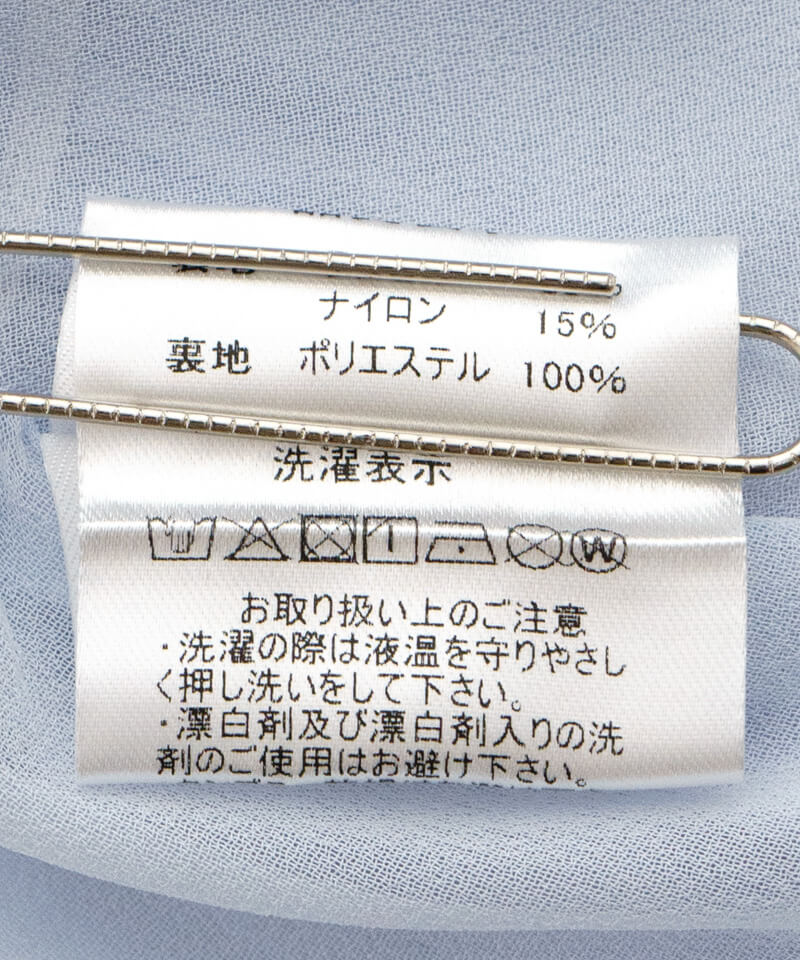 ナイロン 15%
裏地 ポリエステル 100%
洗濯表示
W
お取り扱い上のご注意
・洗濯の際は液温を守りやさし
く押し洗いをして下さい。
・漂白剤及び漂白剤入りの洗
剤のご使用はお避け下さい。